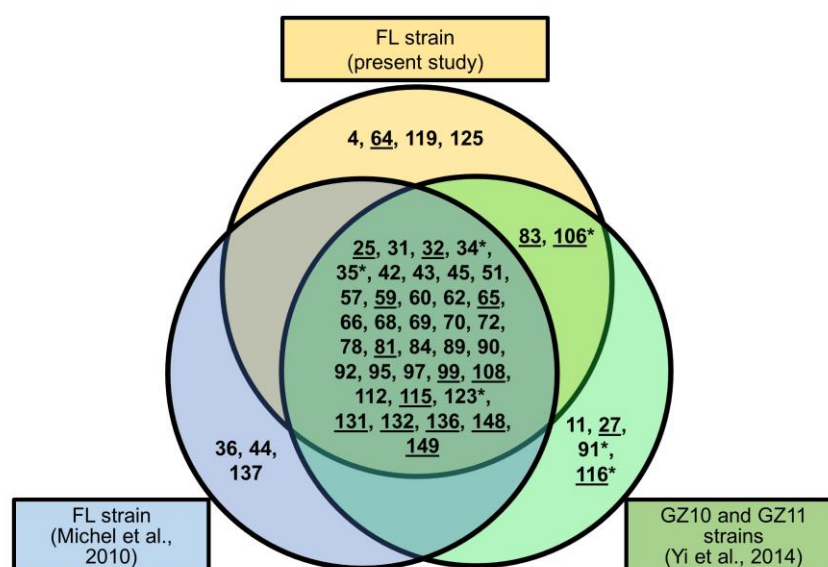 FL strain
(present study)
4, 64, 119, 125
83, 106*
25, 31, 32, 34*,
35*, 42, 43, 45, 51,
57, 59, 60, 62, 65,
66, 68, 69, 70, 72,
78, 81, 84, 89, 90,
92, 95, 97, 99, 108,
112, 115, 123*,
131, 132, 136, 148,
149
36, 44,
137
11, 27,
91*,
116*
FL strain
(Michel et al.,
2010)
GZ10 and GZ11
strains
(Yi et al., 2014)